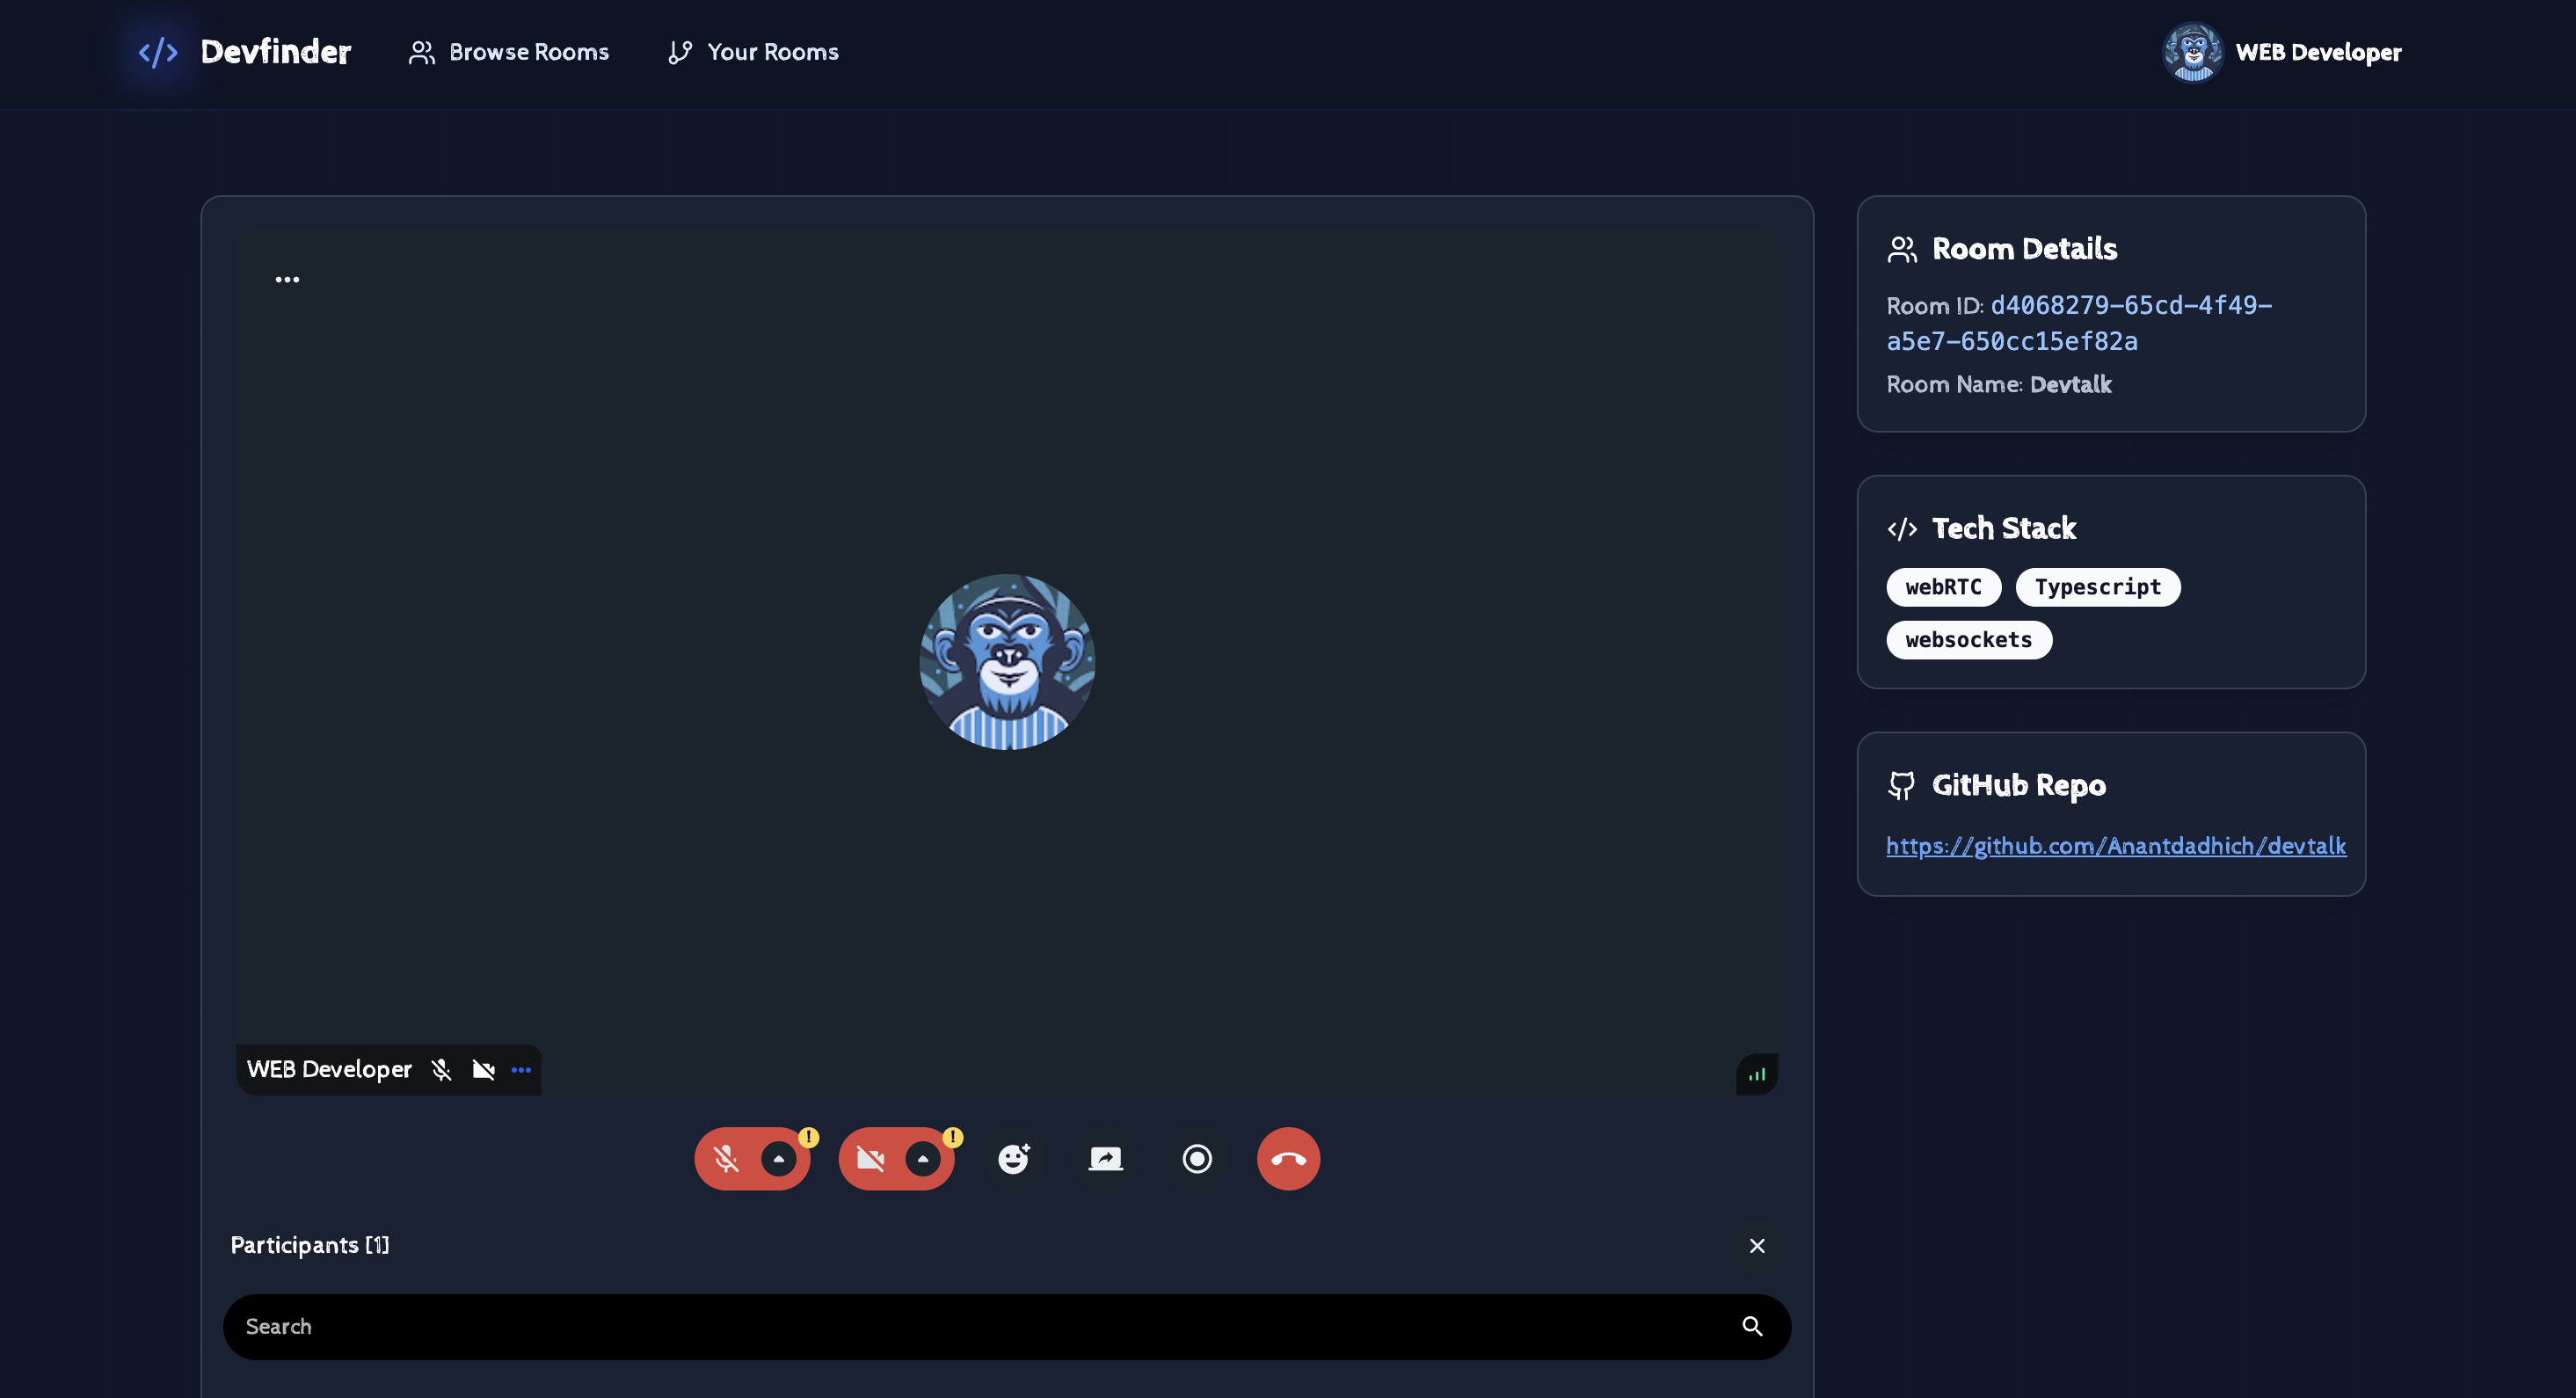 Devfinder
Browse Rooms
Your Rooms
WEB Developer
Room Details
Room ID: d4068279-65cd-4f49-
a5e7-650cc15ef82a
Room Name: Devtalk
Tech Stack
webRTC
Typescript
websockets
GitHub Repo
https://github.com/Anantdadhich/devtalk
WEB Developer
!
!
Participants [1]
Search